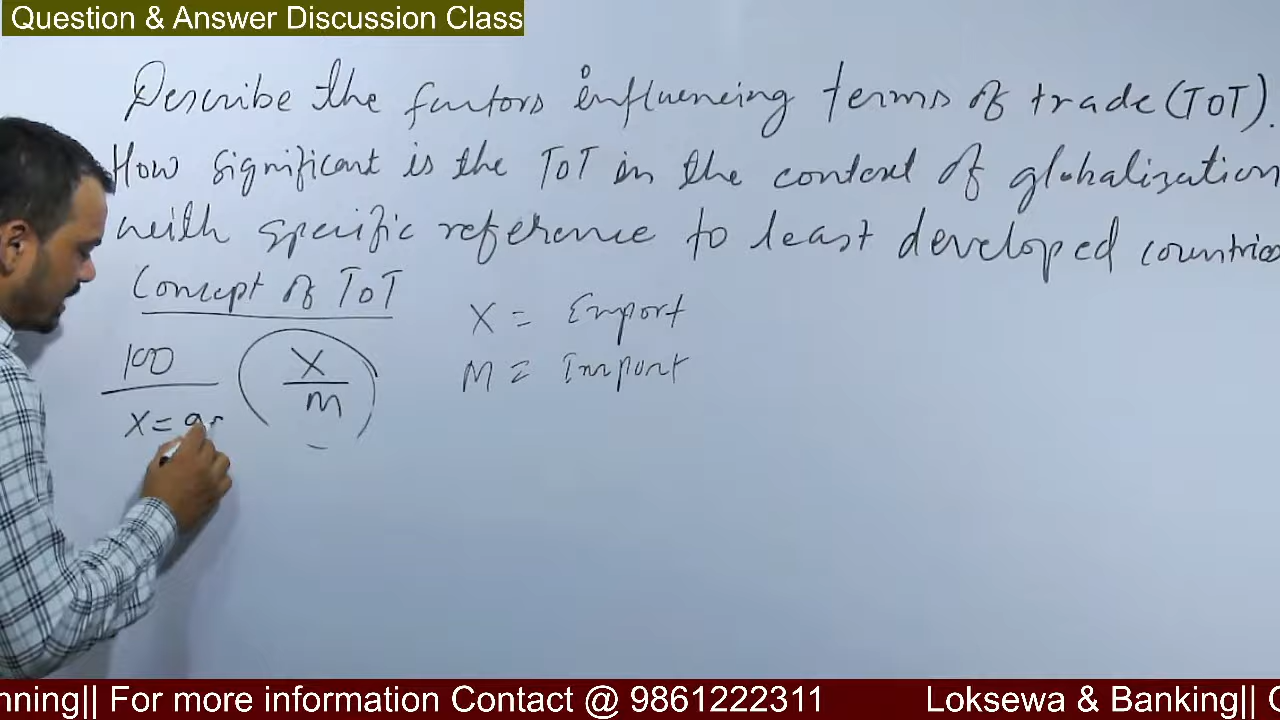 Question & Answer Discussion Class
Describe the factors influencing terms of trade (TOT).
How significant is the TOT in the context of globalization
with specific reference to least developed countries
Concept of TOT
X = Export
M = Import
100
X
M
X =
nning|| For more information Contact @ 9861222311 Loksewa & Banking||